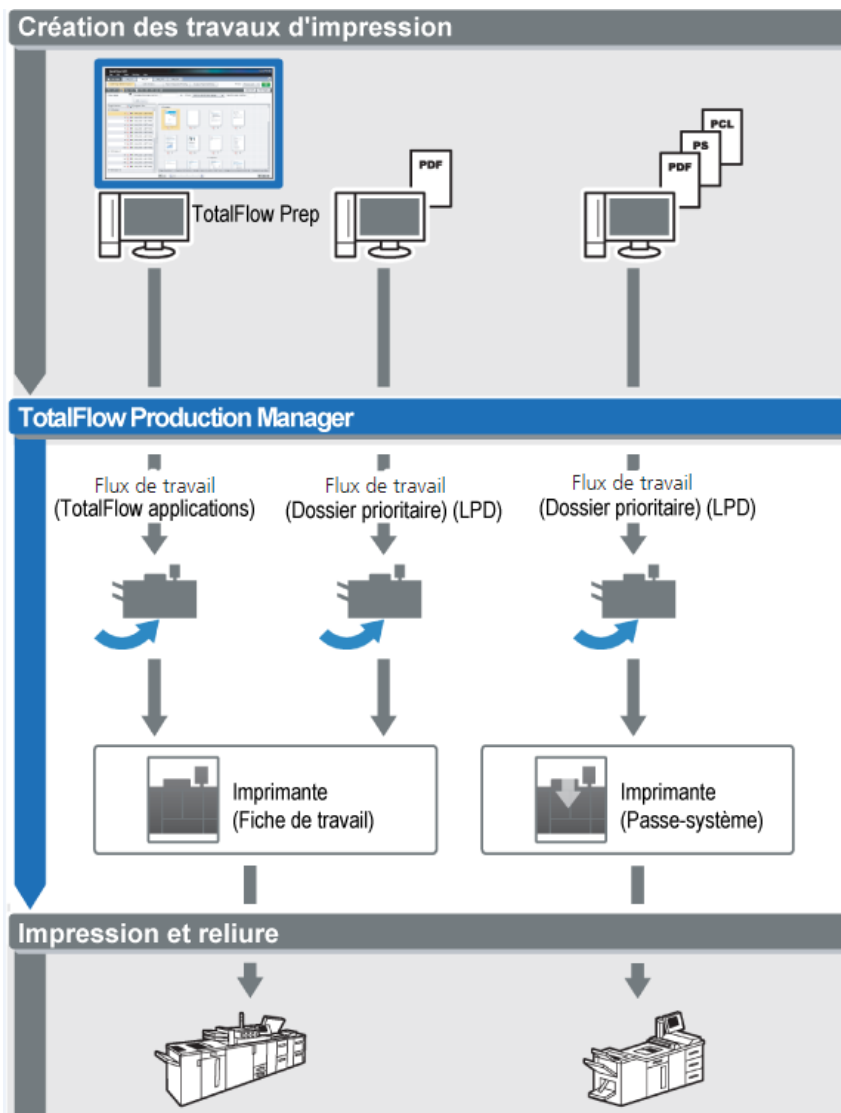 Création des travaux d'impression
PCL
PS
PDF
PDF
TotalFlow Prep
TotalFlow Production Manager
Flux de travail
(TotalFlow applications)
Flux de travail
(Dossier prioritaire) (LPD)
Flux de travail
(Dossier prioritaire) (LPD)
Imprimante
(Fiche de travail)
Imprimante
(Passe-système)
Impression et reliure